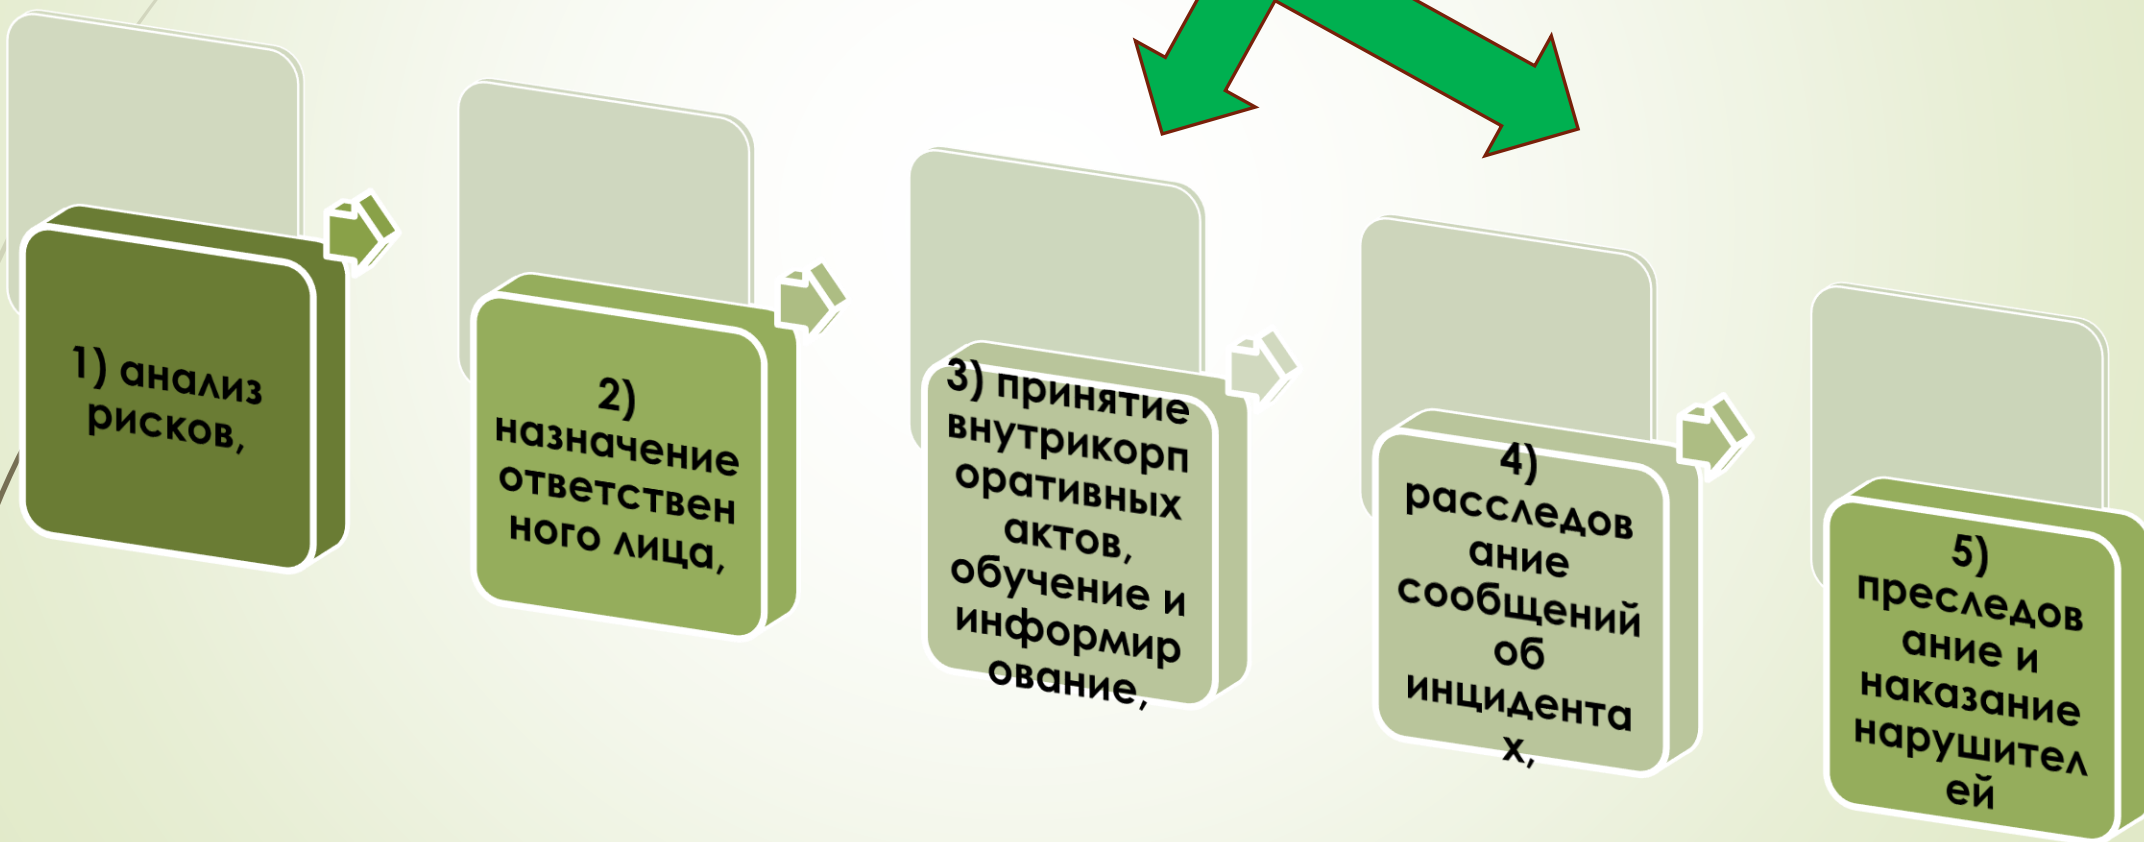 1) анализ
рисков,
2)
назначение
ответствен
ного лица,
3) принятие
внутрикорп
оративных
актов,
обучение и
информир
ование,
4)
расследов
ание
сообщений
об
инцидента
х,
5)
преследов
ание и
наказание
нарушител
ей